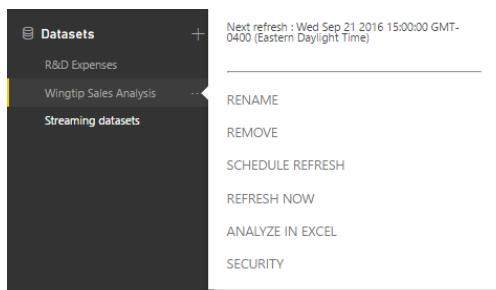 Datasets
R&D Expenses
Wingtip Sales Analysis
Streaming datasets
Next refresh : Wed Sep 21 2016 15:00:00 GMT-
0400 (Eastern Daylight Time)
RENAME
REMOVE
SCHEDULE REFRESH
REFRESH NOW
ANALYZE IN EXCEL
SECURITY